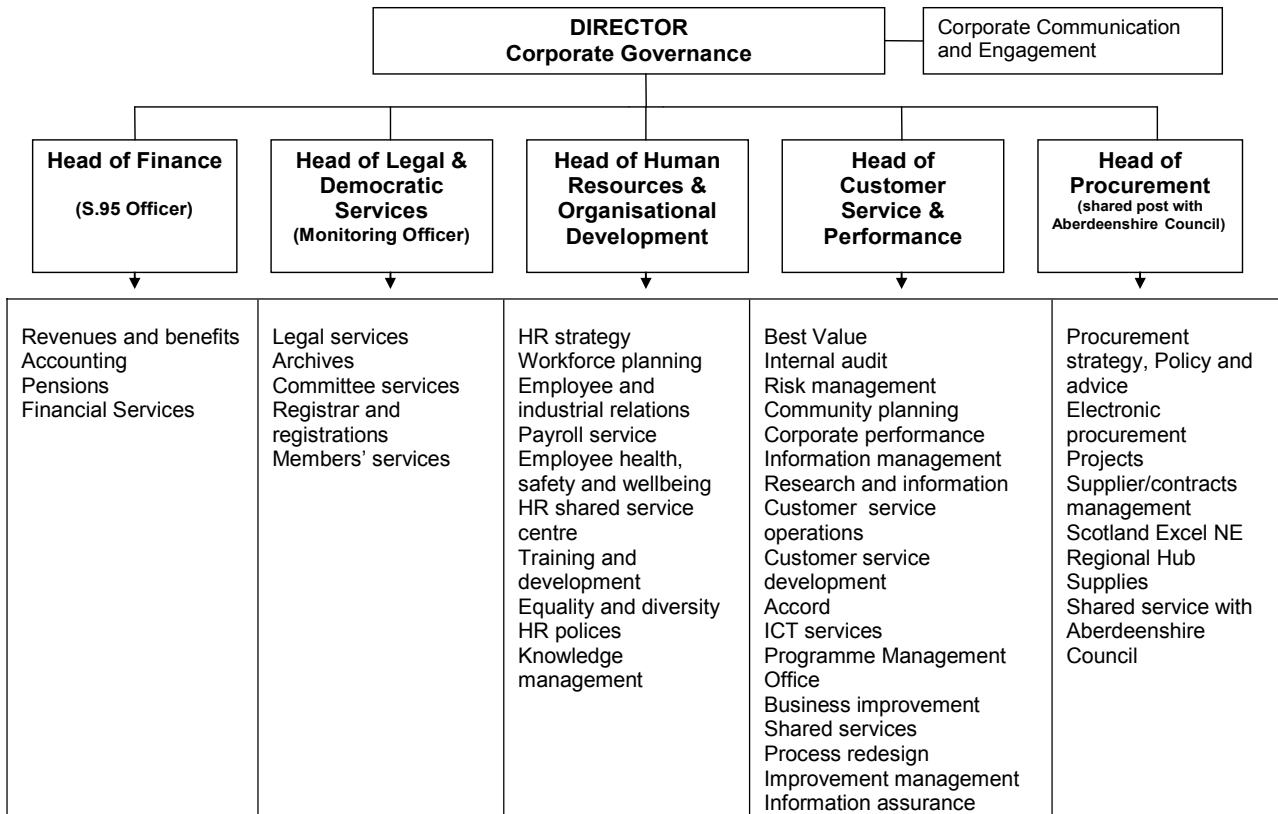 DIRECTOR
Corporate Governance
Corporate Communication
and Engagement
Head of Finance
(S.95 Officer)
Head of Legal &
Democratic
Services
(Monitoring Officer)
Head of Human
Resources &
Organisational
Development
Head of
Customer
Service &
Performance
Head of
Procurement
(shared post with
Aberdeenshire Council)
Revenues and benefits
Accounting
Pensions
Financial Services
Legal services
Archives
Committee services
Registrar and
registrations
Members’ services
HR strategy
Workforce planning
Employee and
industrial relations
Payroll service
Employee health,
safety and wellbeing
HR shared service
centre
Training and
development
Equality and diversity
HR polices
Knowledge
management
Best Value
Internal audit
Risk management
Community planning
Corporate performance
Information management
Research and information
Customer service
operations
Customer service
development
Accord
ICT services
Programme Management
Office
Business improvement
Shared services
Process redesign
Improvement management
Information assurance
Procurement
strategy, Policy and
advice
Electronic
procurement
Projects
Supplier/contracts
management
Scotland Excel NE
Regional Hub
Supplies
Shared service with
Aberdeenshire
Council